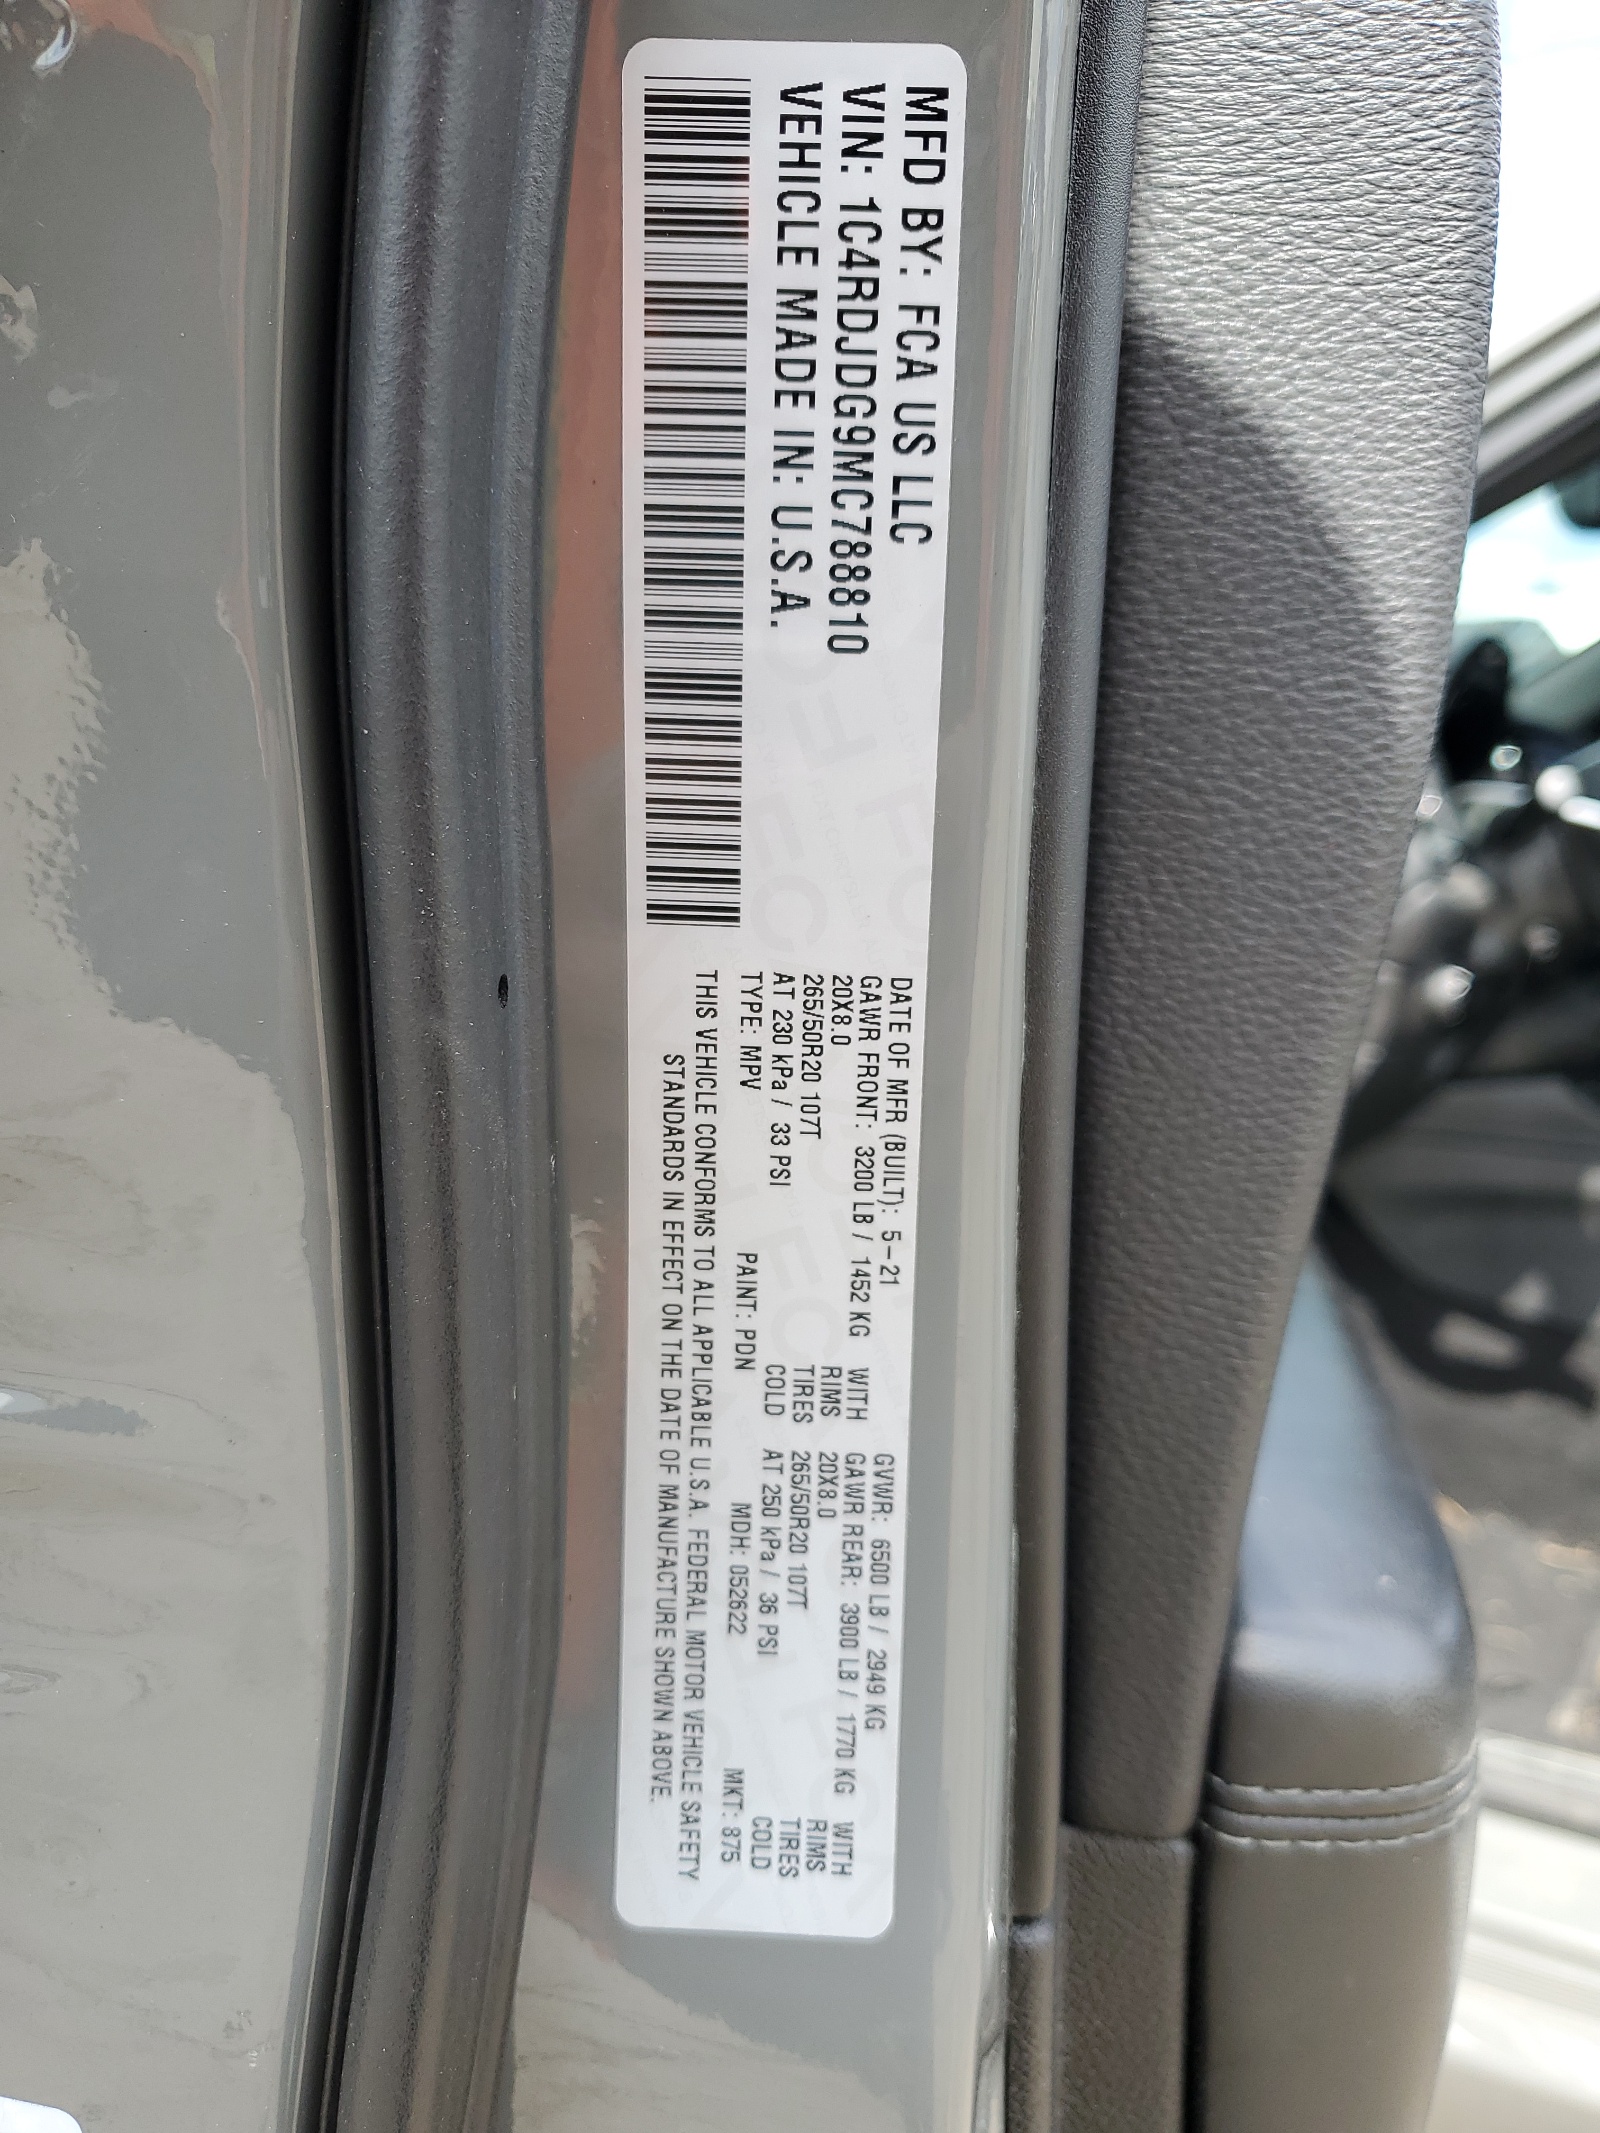 MFD BY: FCA US LLC
VIN: 1C4RDJDG9MC788810
VEHICLE MADE IN: U.S.A.
DATE OF MFR (BUILT): 5-21 GVWR: 6500 LB / 2949 KG
GAWR FRONT: 3200 LB / 1452 KG WITH GAWR REAR: 3900 LB / 1770 KG WITH
20X8.0 RIMS 20X8.0 RIMS
265/50R20 107T TIRES 265/50R20 107T TIRES
AT 230 kPa / 33 PSI COLD AT 250 kPa / 36 PSI COLD
TYPE: MPV PAINT: PDN MDH: 052622 MKT: 875
THIS VEHICLE CONFORMS TO ALL APPLICABLE U.S.A. FEDERAL MOTOR VEHICLE SAFETY
STANDARDS IN EFFECT ON THE DATE OF MANUFACTURE SHOWN ABOVE.